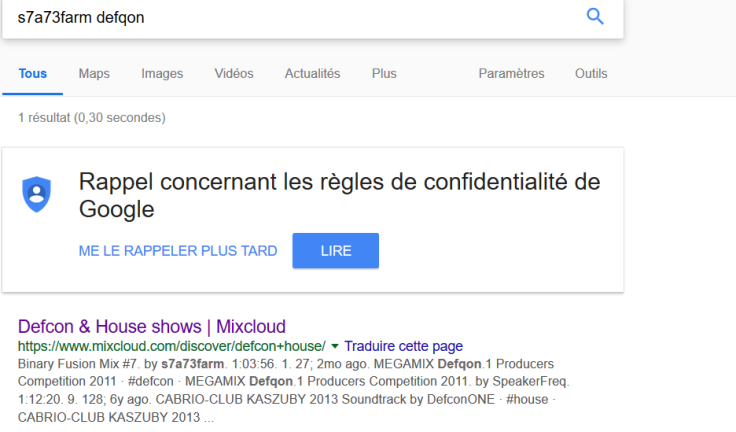 s7a73farm defqon
Tous Maps Images Vidéos Actualités Plus Paramètres Outils
1 résultat (0,30 secondes)
Rappel concernant les règles de confidentialité de
Google
ME LE RAPPELER PLUS TARD LIRE
Defcon & House shows | Mixcloud
https://www.mixcloud.com/discover/defcon+house/ ▾ Traduire cette page
Binary Fusion Mix #7. by s7a73farm. 1:03:56. 1. 27; 2mo ago. MEGAMIX Defqon.1 Producers
Competition 2011 · #defcon · MEGAMIX Defqon.1 Producers Competition 2011. by SpeakerFreq.
1:12:20. 9. 128; 6y ago. CABRIO-CLUB KASZUBY 2013 Soundtrack by DefconONE · #house ·
CABRIO-CLUB KASZUBY 2013 ...